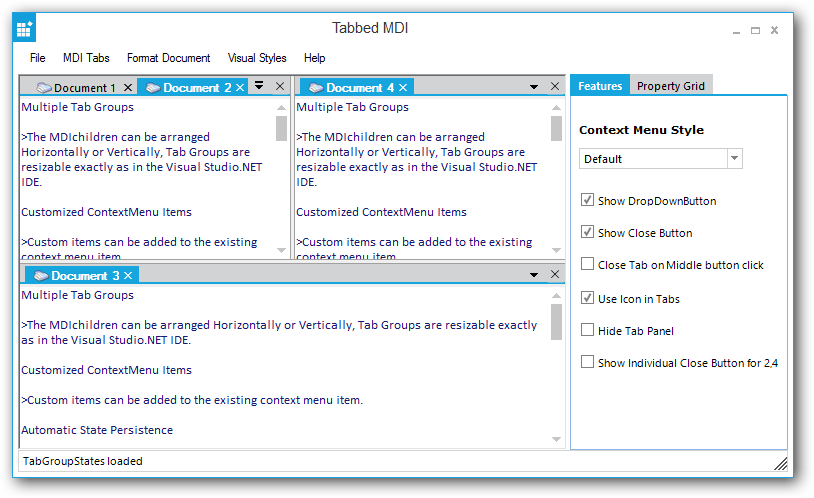 Tabbed MDI
File MDI Tabs Format Document Visual Styles Help
Document 1 Document 2
Multiple Tab Groups
>The MDIchildren can be arranged
Horizontally or Vertically, Tab Groups are
resizable exactly as in the Visual Studio.NET
IDE.
Customized ContextMenu Items
>Custom items can be added to the existing
context menu item
Document 4
Multiple Tab Groups
>The MDIchildren can be arranged
Horizontally or Vertically, Tab Groups are
resizable exactly as in the Visual Studio.NET
IDE.
Customized ContextMenu Items
>Custom items can be added to the existing
context menu item
Document 3
Multiple Tab Groups
>The MDIchildren can be arranged Horizontally or Vertically, Tab Groups are resizable exactly
as in the Visual Studio.NET IDE.
Customized ContextMenu Items
>Custom items can be added to the existing context menu item.
Automatic State Persistence
Features Property Grid
Context Menu Style
Default
Show DropDownButton
Show Close Button
Close Tab on Middle button click
Use Icon in Tabs
Hide Tab Panel
Show Individual Close Button for 2,4
TabGroupStates loaded